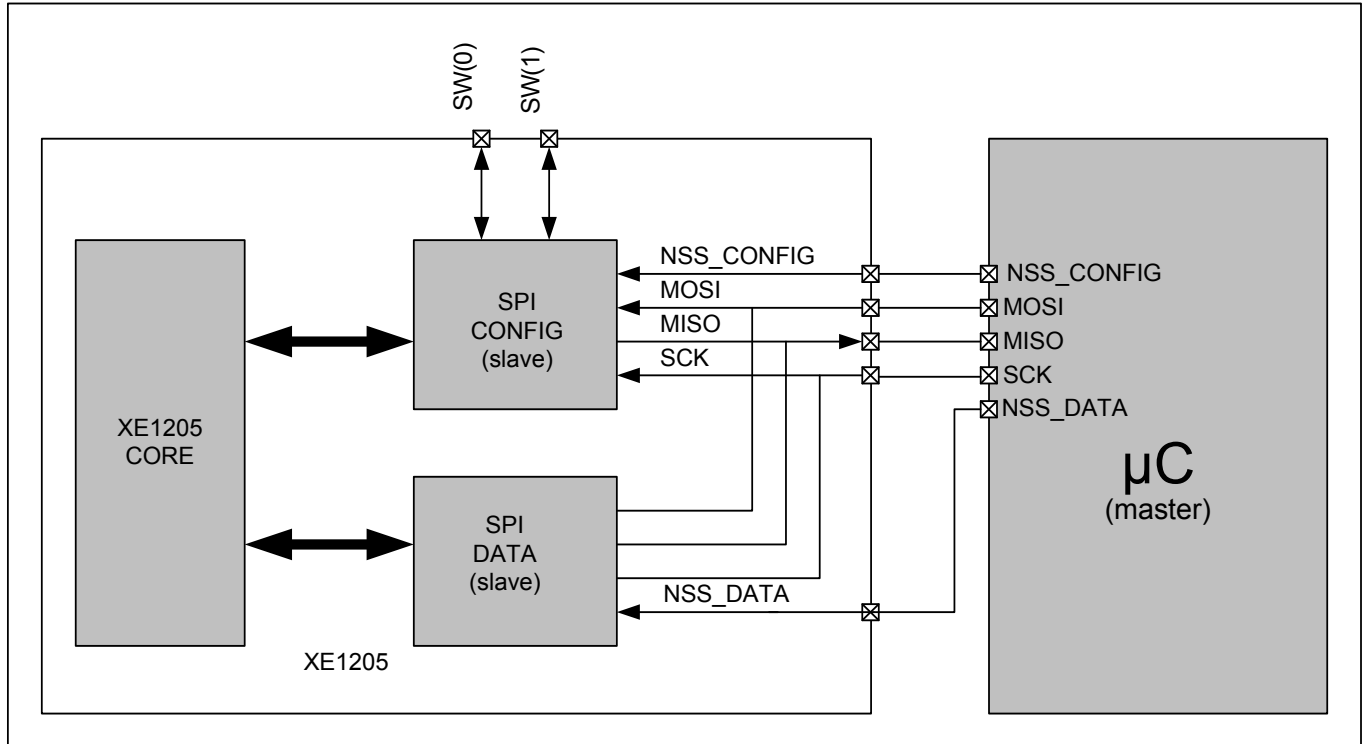 SW(0)
SW(1)
NSS_CONFIG
MOSI
MISO
SCK
SPI
CONFIG
(slave)
NSS_CONFIG
MOSI
MISO
SCK
NSS_DATA
XE1205
CORE
SPI
DATA
(slave)
NSS_DATA
µC
(master)
XE1205